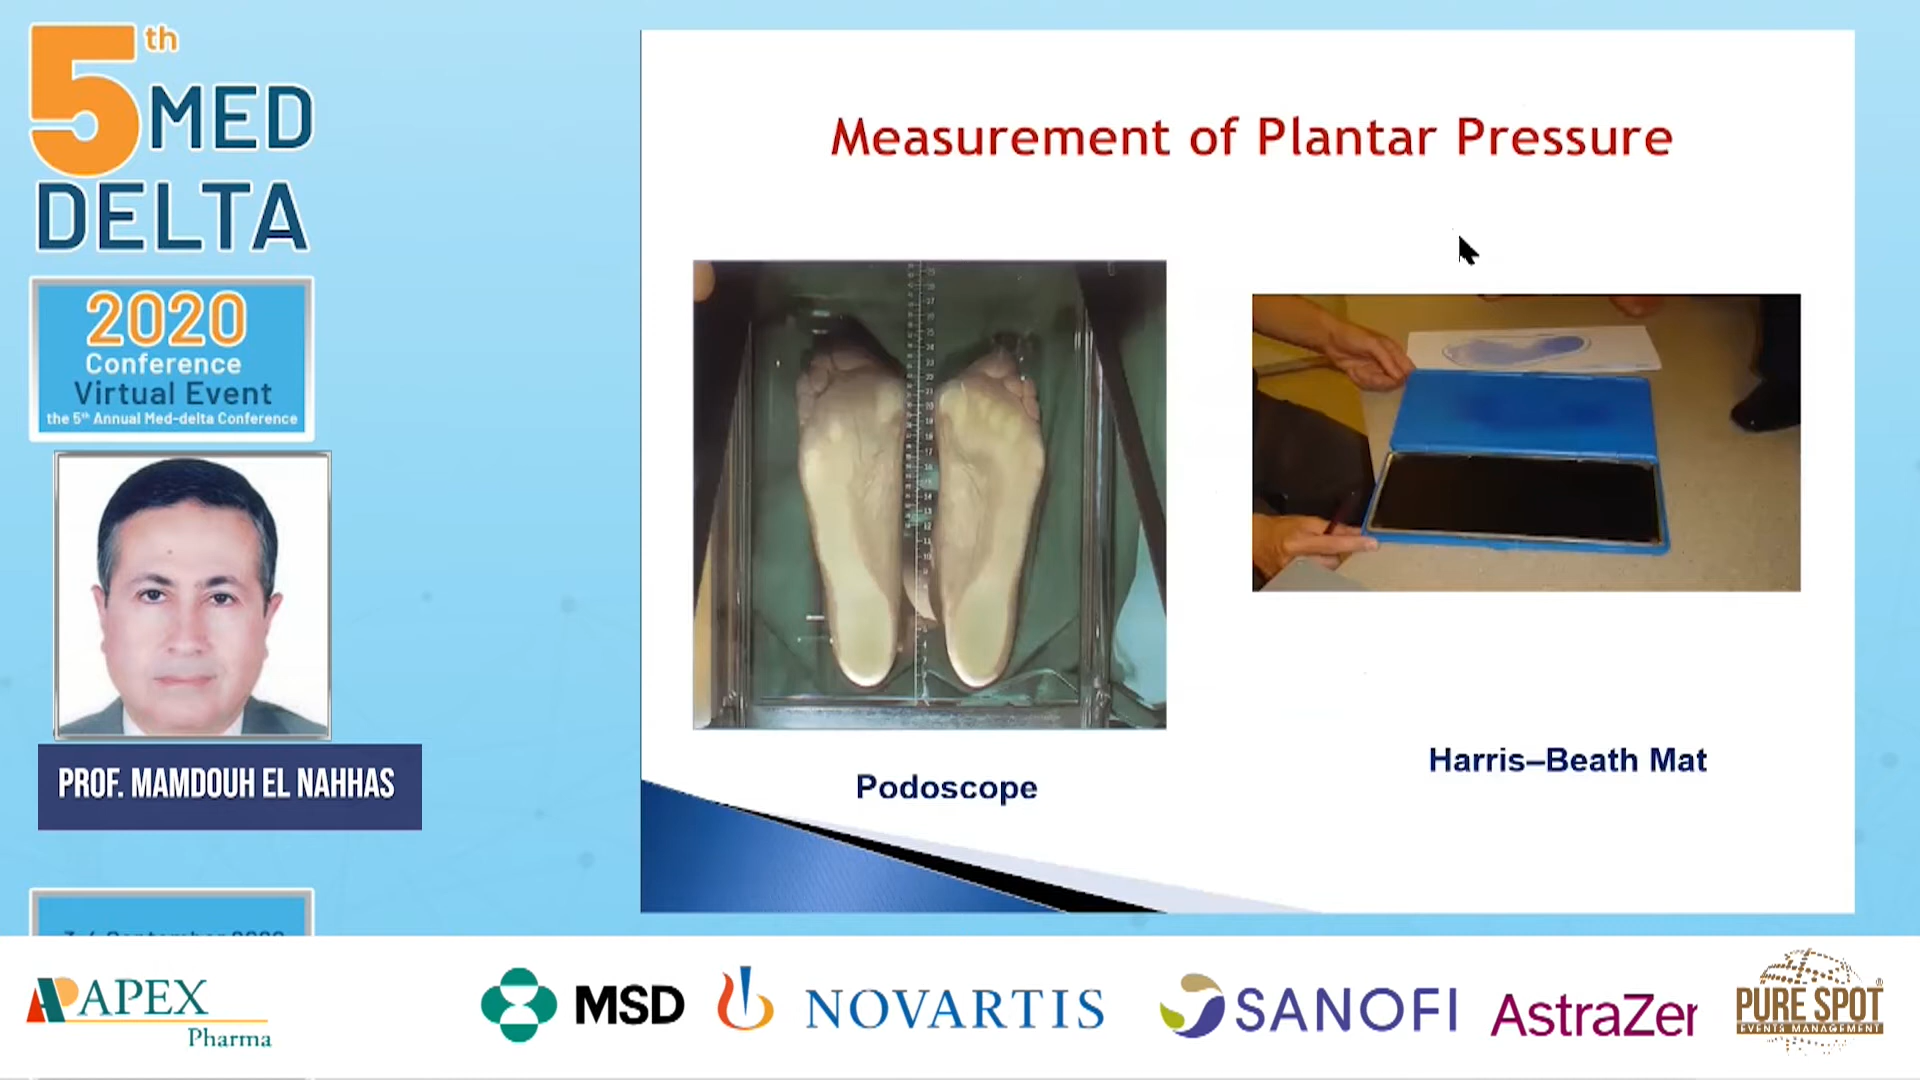 5th MED
DELTA
2020
Conference
Virtual Event
the 5th Annual Med-delta Conference
PROF. MAMDOUH EL NAHHAS
Measurement of Plantar Pressure
Podoscope
Harris–Beath Mat
APEX
Pharma
MSD
NOVARTIS
SANOFI
AstraZe
PURE SPOT
EVENTS MANAGEMENT